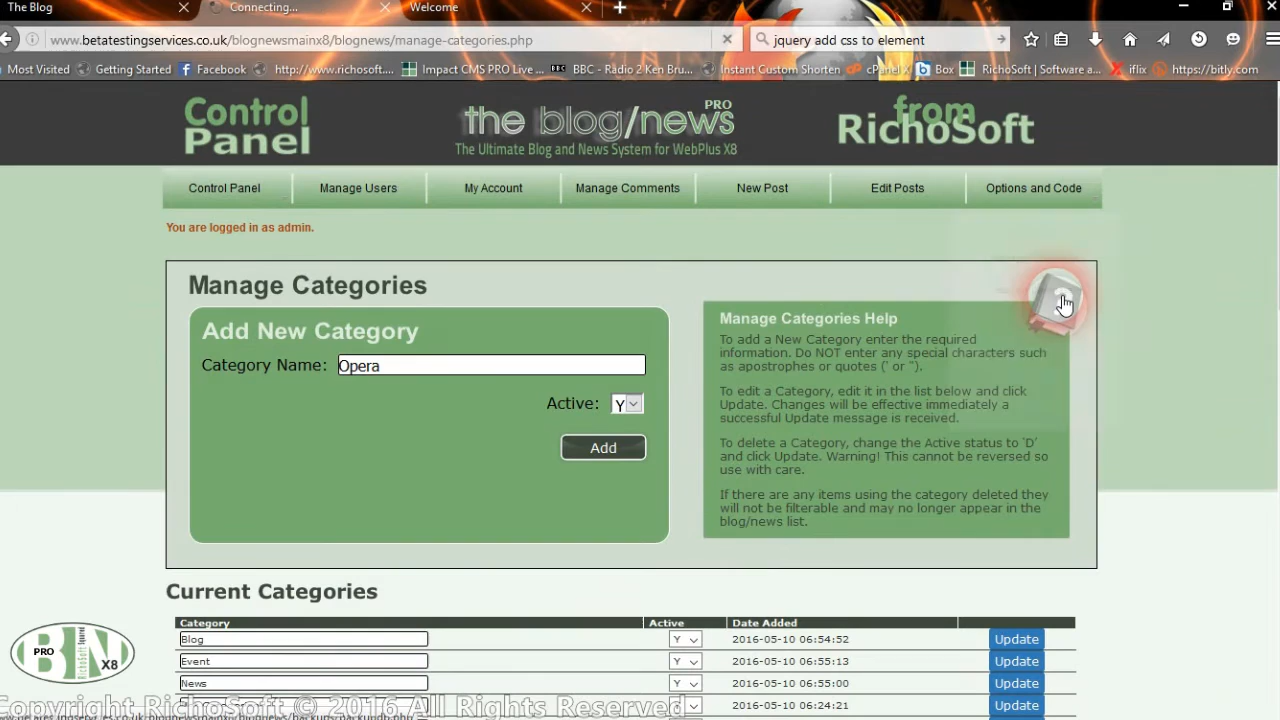 The Blog
Connecting...
Welcome
www.betatestingservices.co.uk/blognewsmainx8/blognews/manage-categories.php
jquery add css to element
Most Visited
Getting Started
Facebook
http://www.richosoft....
Impact CMS PRO Live ...
BBC - Radio 2 Ken Bru...
Instant Custom Shorten
cPanel X
Box
RichoSoft | Software a...
iflix
https://bitly.com
Control
Panel
the blog/news PRO
The Ultimate Blog and News System for WebPlus X8
from
RichoSoft
Control Panel
Manage Users
My Account
Manage Comments
New Post
Edit Posts
Options and Code
You are logged in as admin.
Manage Categories
Add New Category
Category Name: Opera
Active: Y
Add
Manage Categories Help
To add a New Category enter the required
information. Do NOT enter any special characters such
as apostrophes or quotes (' or ").
To edit a Category, edit it in the list below and click
Update. Changes will be effective immediately a
successful Update message is received.
To delete a Category, change the Active status to 'D'
and click Update. Warning! This cannot be reversed so
use with care.
If there are any items using the category deleted they
will not be filterable and may no longer appear in the
blog/news list.
Current Categories
Category Active Date Added
Blog Y 2016-05-10 06:54:52 Update
Event Y 2016-05-10 06:55:13 Update
News Y 2016-05-10 06:55:00 Update
2016-05-10 06:24:21 Update
BN PRO X8
Copyright RichoSoft © 2016 All Rights Reserved